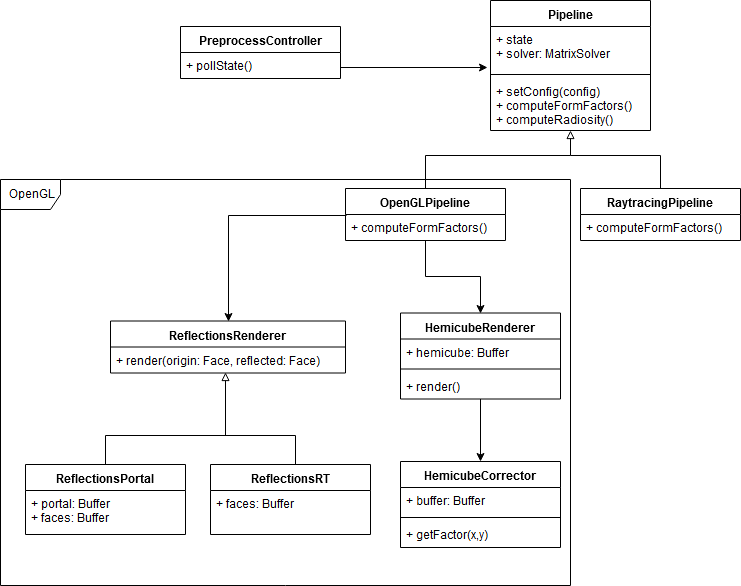 Pipeline
+ state
+ solver: MatrixSolver
+ setConfig(config)
+ computeFormFactors()
+ computeRadiosity()
PreprocessController
+ pollState()
OpenGL
OpenGLPipeline
+ computeFormFactors()
RaytracingPipeline
+ computeFormFactors()
ReflectionsRenderer
+ render(origin: Face, reflected: Face)
HemicubeRenderer
+ hemicube: Buffer
+ render()
ReflectionsPortal
+ portal: Buffer
+ faces: Buffer
ReflectionsRT
+ faces: Buffer
HemicubeCorrector
+ buffer: Buffer
+ getFactor(x,y)